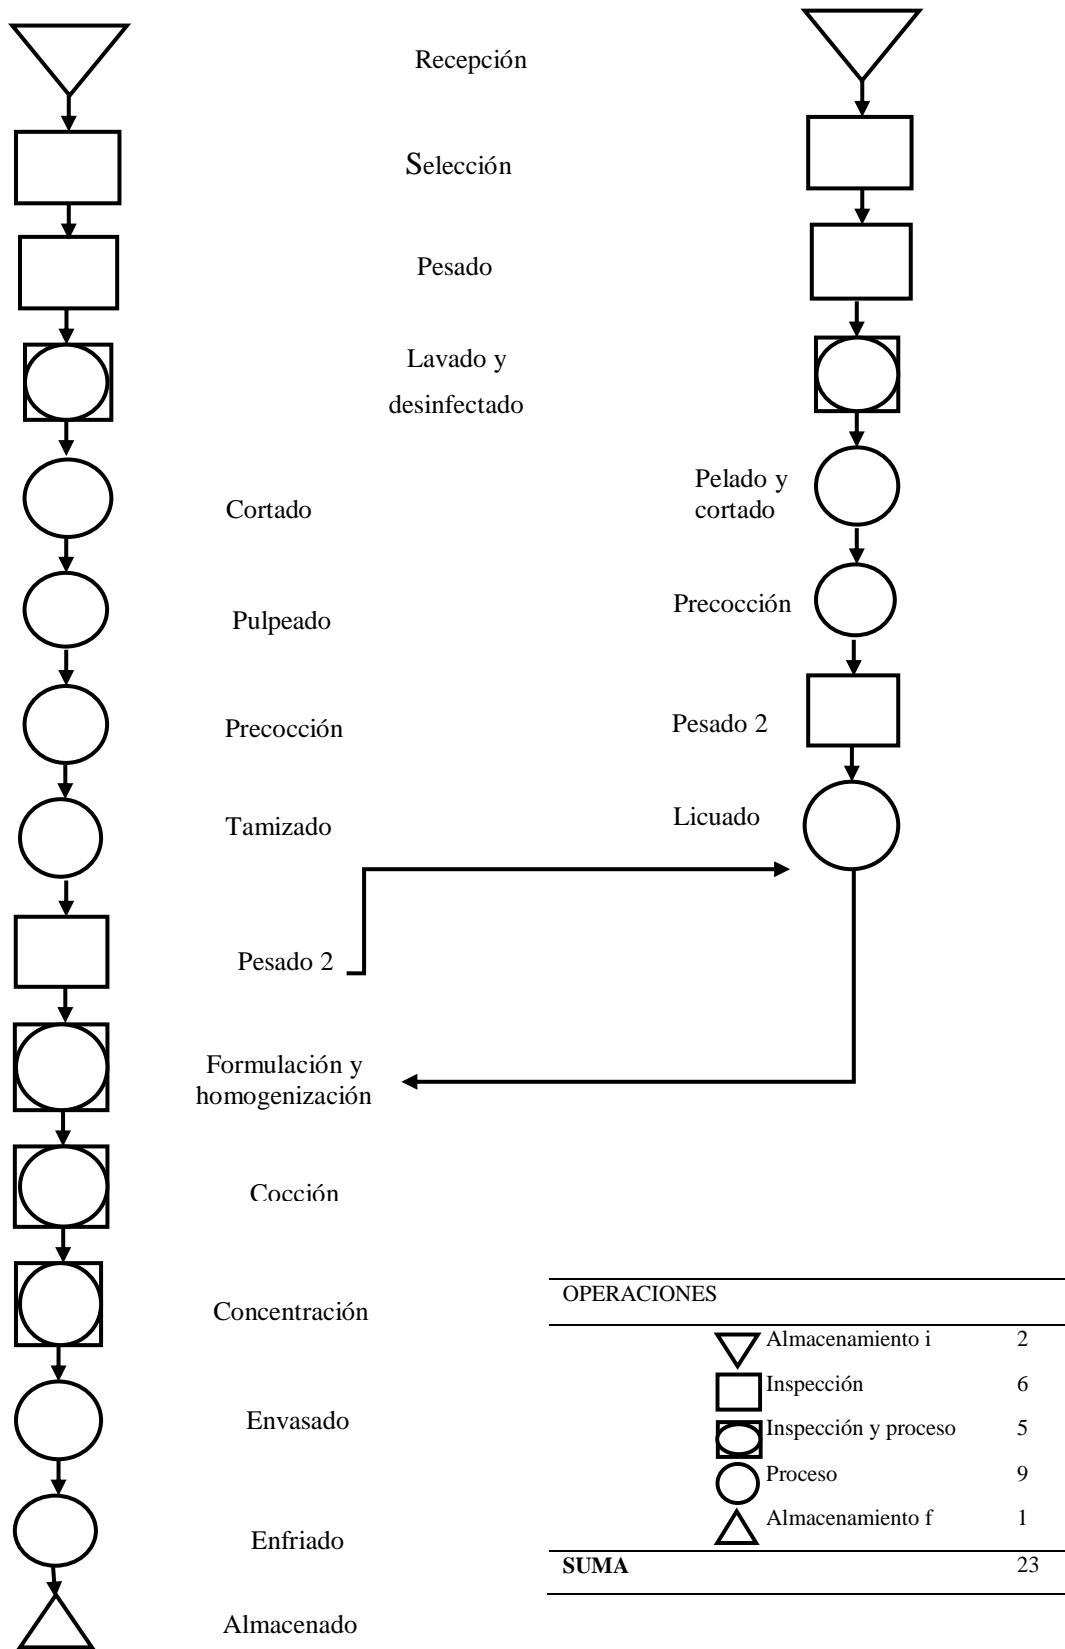 Recepción
Selección
Pesado
Lavado y
desinfectado
Cortado
Pelado y
cortado
Pulpeado
Precocción
Precocción
Pesado 2
Tamizado
Licuado
Pesado 2
Formulación y
homogenización
Cocción
Concentración
Envasado
Enfriado
Almacenado
OPERACIONES
Almacenamiento i 2
Inspección 6
Inspección y proceso 5
Proceso 9
Almacenamiento f 1
SUMA 23